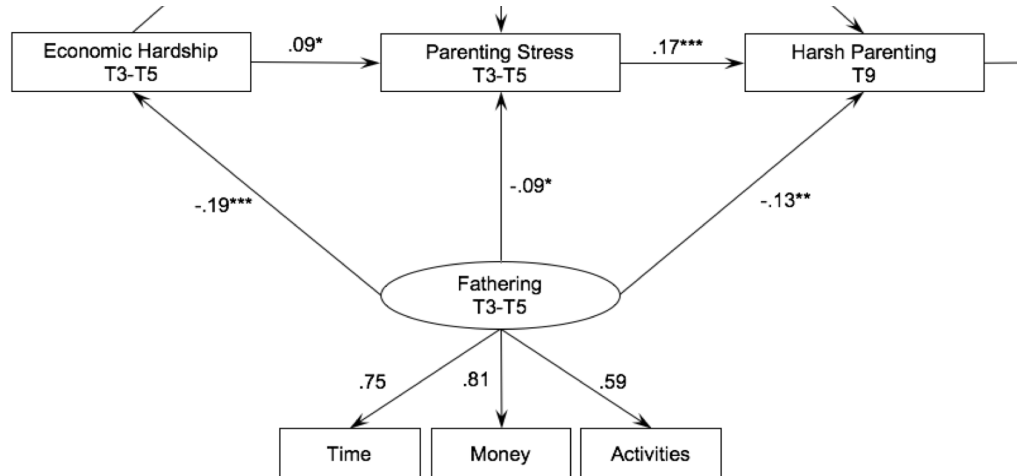 Economic Hardship
T3-T5
.09*
Parenting Stress
T3-T5
.17***
Harsh Parenting
T9
-.19***
-.09*
-.13**
Fathering
T3-T5
.75
.81
.59
Time
Money
Activities